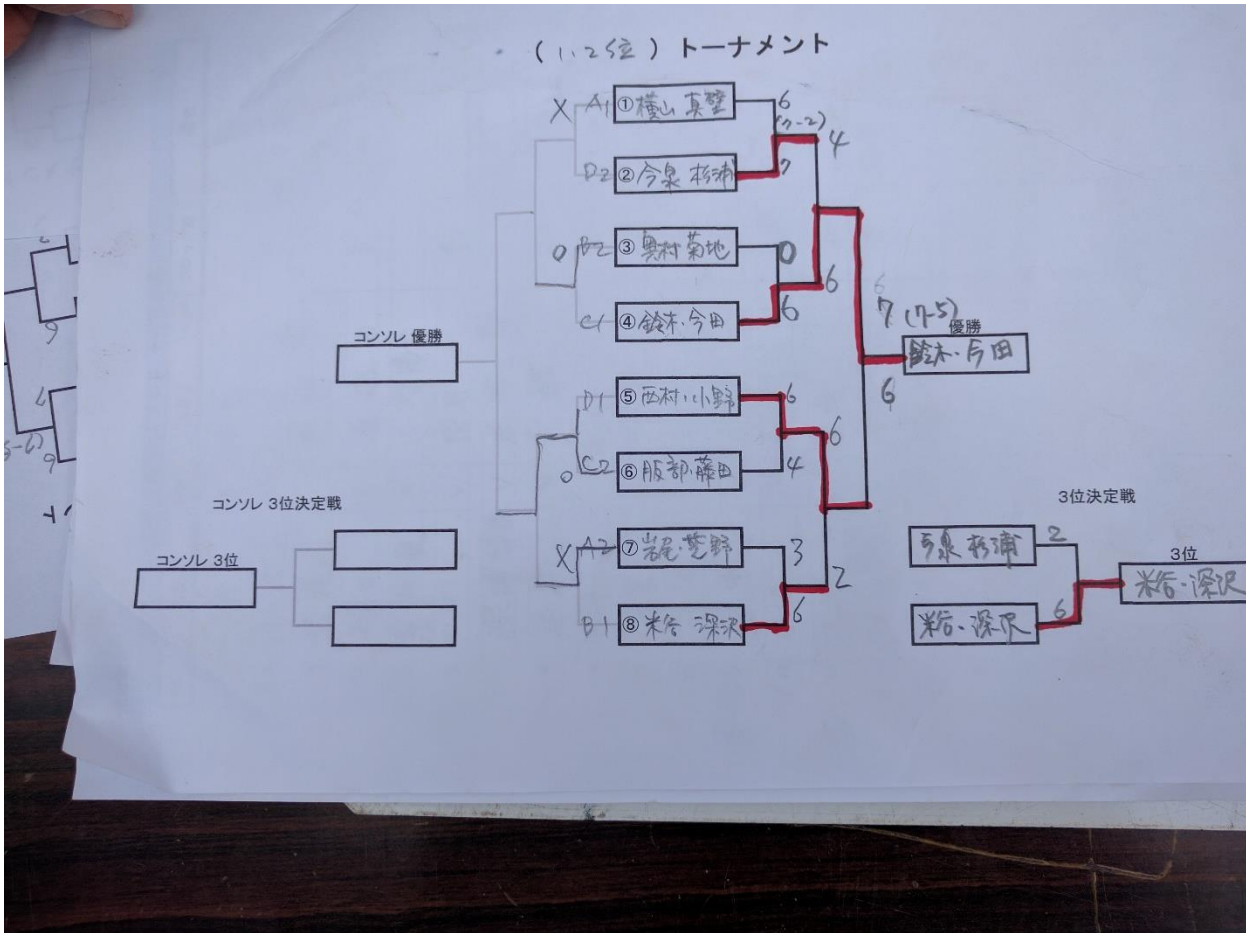 (1.2位) トーナメント
X A1 ①横山 真壁 6
(7-2) 4
D2 ②今泉 杉浦 7
0 B2 ③奥村 菊地 0
C1 ④鈴木・今田 6 6
6
7 (7-5)
コンソレ 優勝
優勝
鈴木・今田
6
D1 ⑤西村・小野 6
6
0 C2 ⑥服部・藤田 4
コンソレ 3位決定戦
3位決定戦
X A2 ⑦岩尾・芝野 3
2
今泉 杉浦 2
コンソレ 3位
3位
米谷・深沢
B1 ⑧米谷 深沢 6
米谷・深沢 6